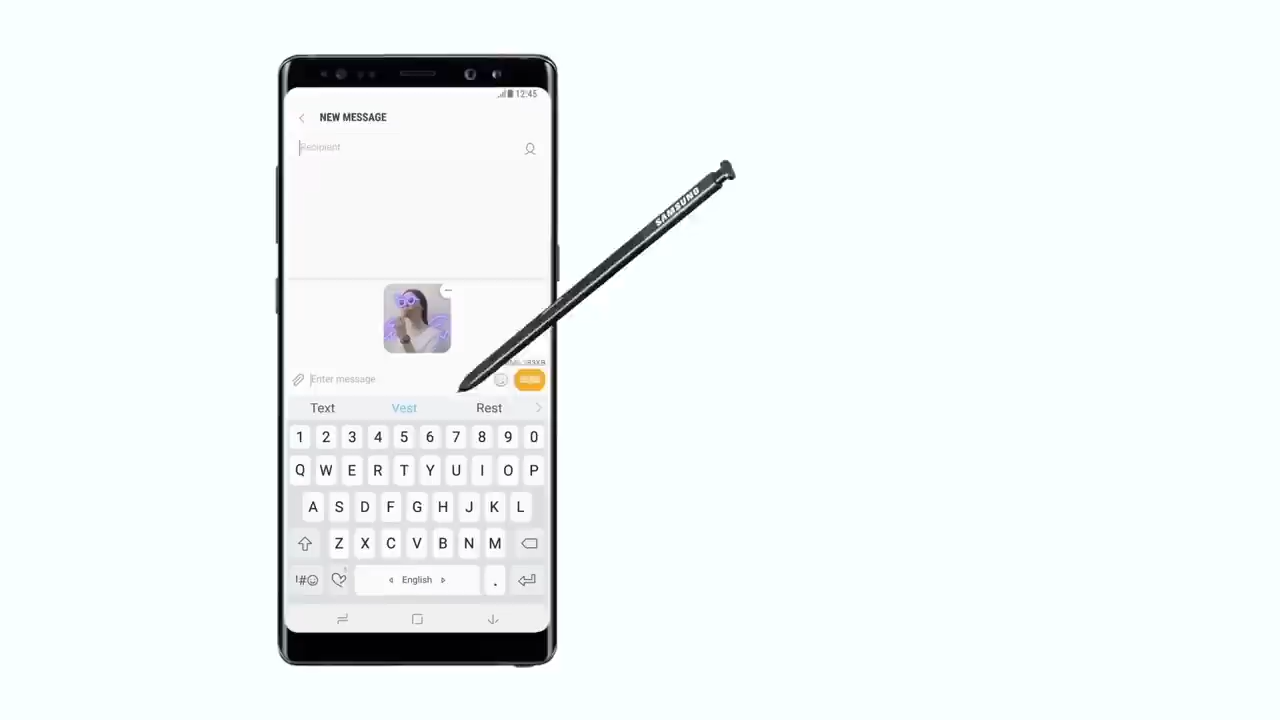 12:45
NEW MESSAGE
Recipient
SAMSUNG
Enter message
Text Vest Rest
1 2 3 4 5 6 7 8 9 0
Q W E R T Y U I O P
A S D F G H J K L
Z X C V B N M
!#☺ English .